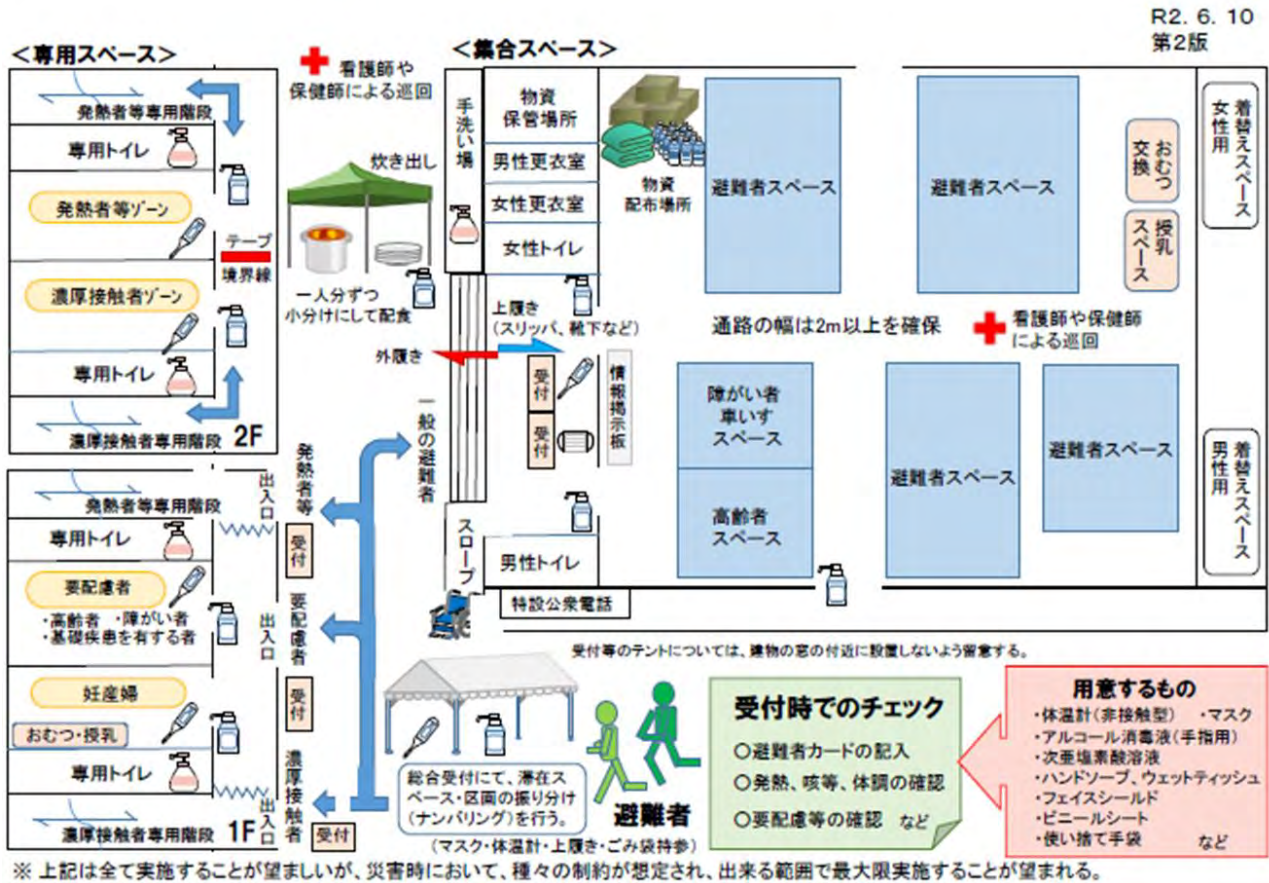 R2. 6. 10
第2版
＜専用スペース＞
発熱者等専用階段
専用トイレ
発熱者等ゾーン
テープ
境界線
濃厚接触者ゾーン
専用トイレ
濃厚接触者専用階段
2F
看護師や
保健師による巡回
炊き出し
一人分ずつ
小分けにして配食
＜集合スペース＞
手洗い場
物資
保管場所
男性更衣室
女性更衣室
女性トイレ
物資
配布場所
避難者スペース
避難者スペース
おむつ
交換
授乳
スペース
女性用
着替えスペース
上履き
(スリッパ、靴下など)
外履き
通路の幅は2m以上を確保
看護師や保健師
による巡回
受付
受付
情報掲示板
障がい者
車いす
スペース
高齢者
スペース
避難者スペース
避難者スペース
男性用
着替えスペース
スロープ
男性トイレ
特設公衆電話
一般の避難者
発熱者等専用階段
専用トイレ
出入口
発熱者等
受付
要配慮者
・高齢者 ・障がい者
・基礎疾患を有する者
出入口
要配慮者
受付
妊産婦
おむつ・授乳
専用トイレ
濃厚接触者専用階段
1F
出入口
濃厚接触者
受付
受付等のテントについては、建物の窓の付近に設置しないよう留意する。
総合受付にて、滞在ス
ペース・区画の振り分け
(ナンバリング)を行う。
避難者
(マスク・体温計・上履き・ごみ袋持参)
受付時でのチェック
○避難者カードの記入
○発熱、咳等、体調の確認
○要配慮等の確認 など
用意するもの
・体温計(非接触型) ・マスク
・アルコール消毒液(手指用)
・次亜塩素酸溶液
・ハンドソープ、ウェットティッシュ
・フェイスシールド
・ビニールシート
・使い捨て手袋 など
※ 上記は全て実施することが望ましいが、災害時において、種々の制約が想定され、出来る範囲で最大限実施することが望まれる。